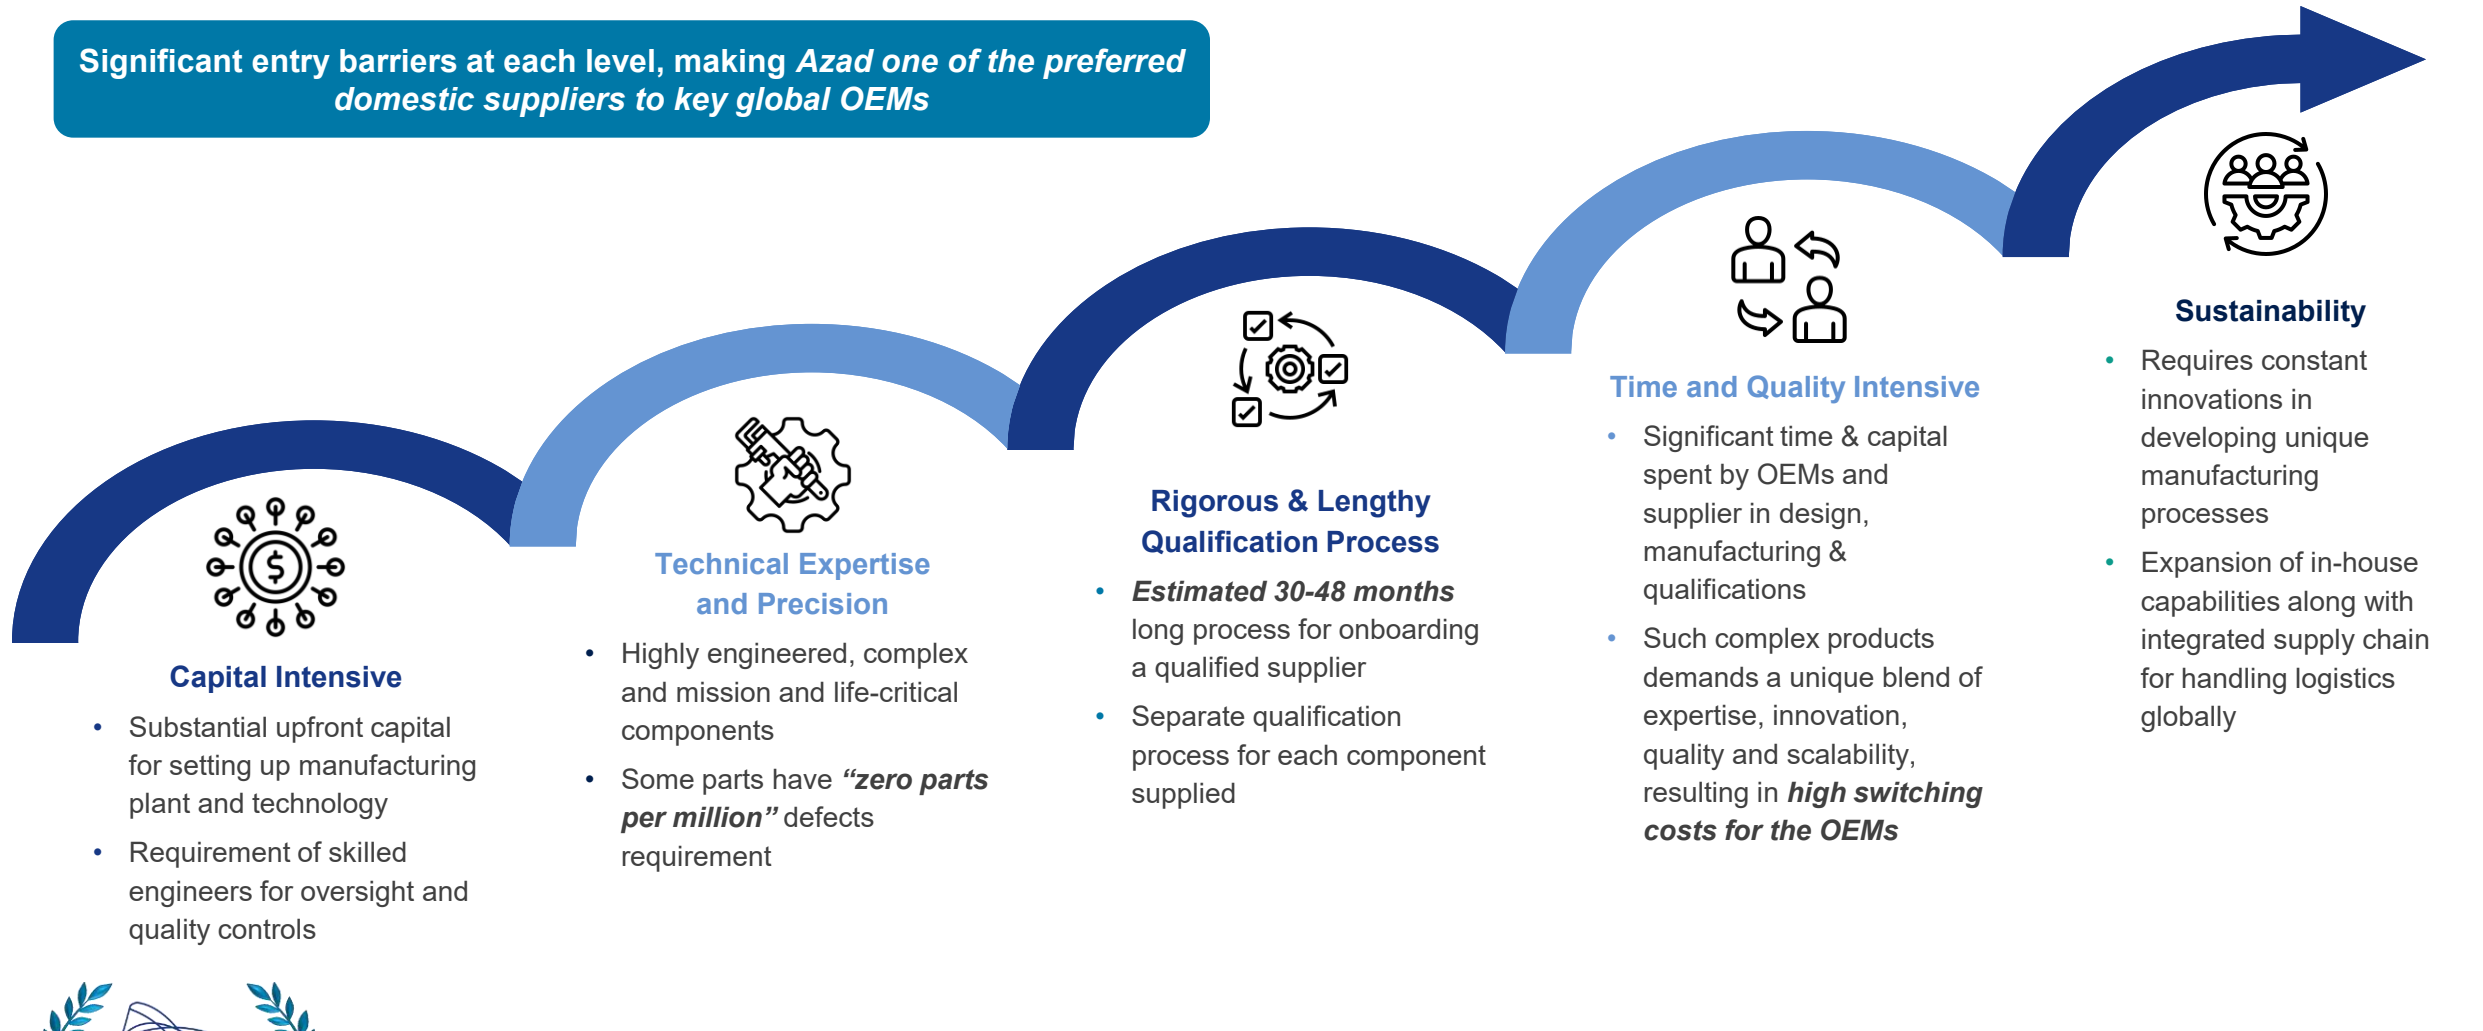 Significant entry barriers at each level, making Azad one of the preferred
domestic suppliers to key global OEMs
Capital Intensive
• Substantial upfront capital
for setting up manufacturing
plant and technology
• Requirement of skilled
engineers for oversight and
quality controls
Technical Expertise
and Precision
• Highly engineered, complex
and mission and life-critical
components
• Some parts have “zero parts
per million” defects
requirement
Rigorous & Lengthy
Qualification Process
• Estimated 30-48 months
long process for onboarding
a qualified supplier
• Separate qualification
process for each component
supplied
Time and Quality Intensive
• Significant time & capital
spent by OEMs and
supplier in design,
manufacturing &
qualifications
• Such complex products
demands a unique blend of
expertise, innovation,
quality and scalability,
resulting in high switching
costs for the OEMs
Sustainability
• Requires constant
innovations in
developing unique
manufacturing
processes
• Expansion of in-house
capabilities along with
integrated supply chain
for handling logistics
globally